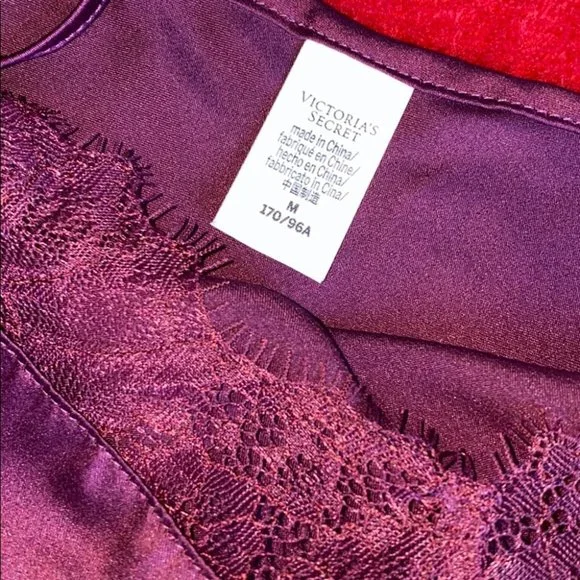 VICTORIA'S
SECRET
made in China/
fabriqué en Chine/
hecho en China/
fabbricato in Cina/
中国制造
M
170/96A